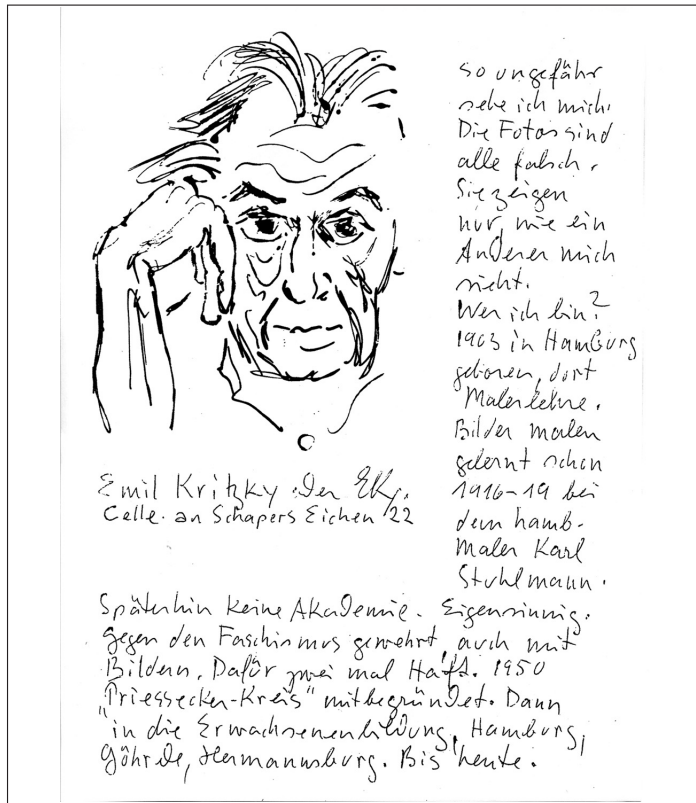 so ungefähr
sehe ich mich.
Die Fotos sind
alle falsch.
Sie zeigen
nur, wie ein
Anderer mich
sieht.
Wer ich bin?
1903 in Hamburg
geboren, dort
Malerlehre.
Bilder malen
gelernt schon
1916-19 bei
dem hamb.
Maler Karl
Stuhlmann.
Emil Kritzky der EKy.
Celle. an Schapers Eichen 22
Späterhin keine Akademie. Eigensinnig.
Gegen den Faschismus gewehrt, auch mit
Bildern. Dafür zwei mal Haft. 1950
"Priessecker-Kreis" mitbegründet. Dann
in die Erwachsenenbildung, Hamburg,
Göhrde, Hermannsburg. Bis heute.